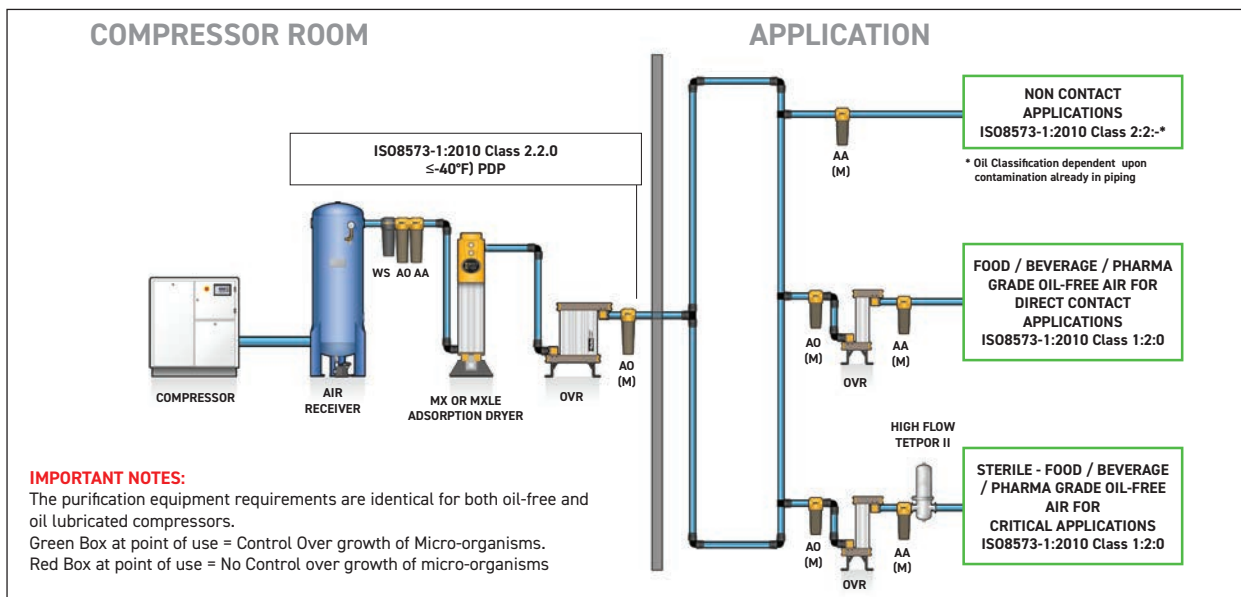 COMPRESSOR ROOM
APPLICATION
ISO8573-1:2010 Class 2.2.0
≤-40°F) PDP
WS AO AA
COMPRESSOR
AIR
RECEIVER
MX OR MXLE
ADSORPTION DRYER
OVR
AO
(M)
AA
(M)
NON CONTACT
APPLICATIONS
ISO8573-1:2010 Class 2:2:-*
* Oil Classification dependent upon
contamination already in piping
AO
(M)
OVR
AA
(M)
FOOD / BEVERAGE / PHARMA
GRADE OIL-FREE AIR FOR
DIRECT CONTACT
APPLICATIONS
ISO8573-1:2010 Class 1:2:0
AO
(M)
OVR
AA
(M)
HIGH FLOW
TETPOR II
STERILE - FOOD / BEVERAGE
/ PHARMA GRADE OIL-FREE
AIR FOR
CRITICAL APPLICATIONS
ISO8573-1:2010 Class 1:2:0
IMPORTANT NOTES:
The purification equipment requirements are identical for both oil-free and
oil lubricated compressors.
Green Box at point of use = Control Over growth of Micro-organisms.
Red Box at point of use = No Control over growth of micro-organisms